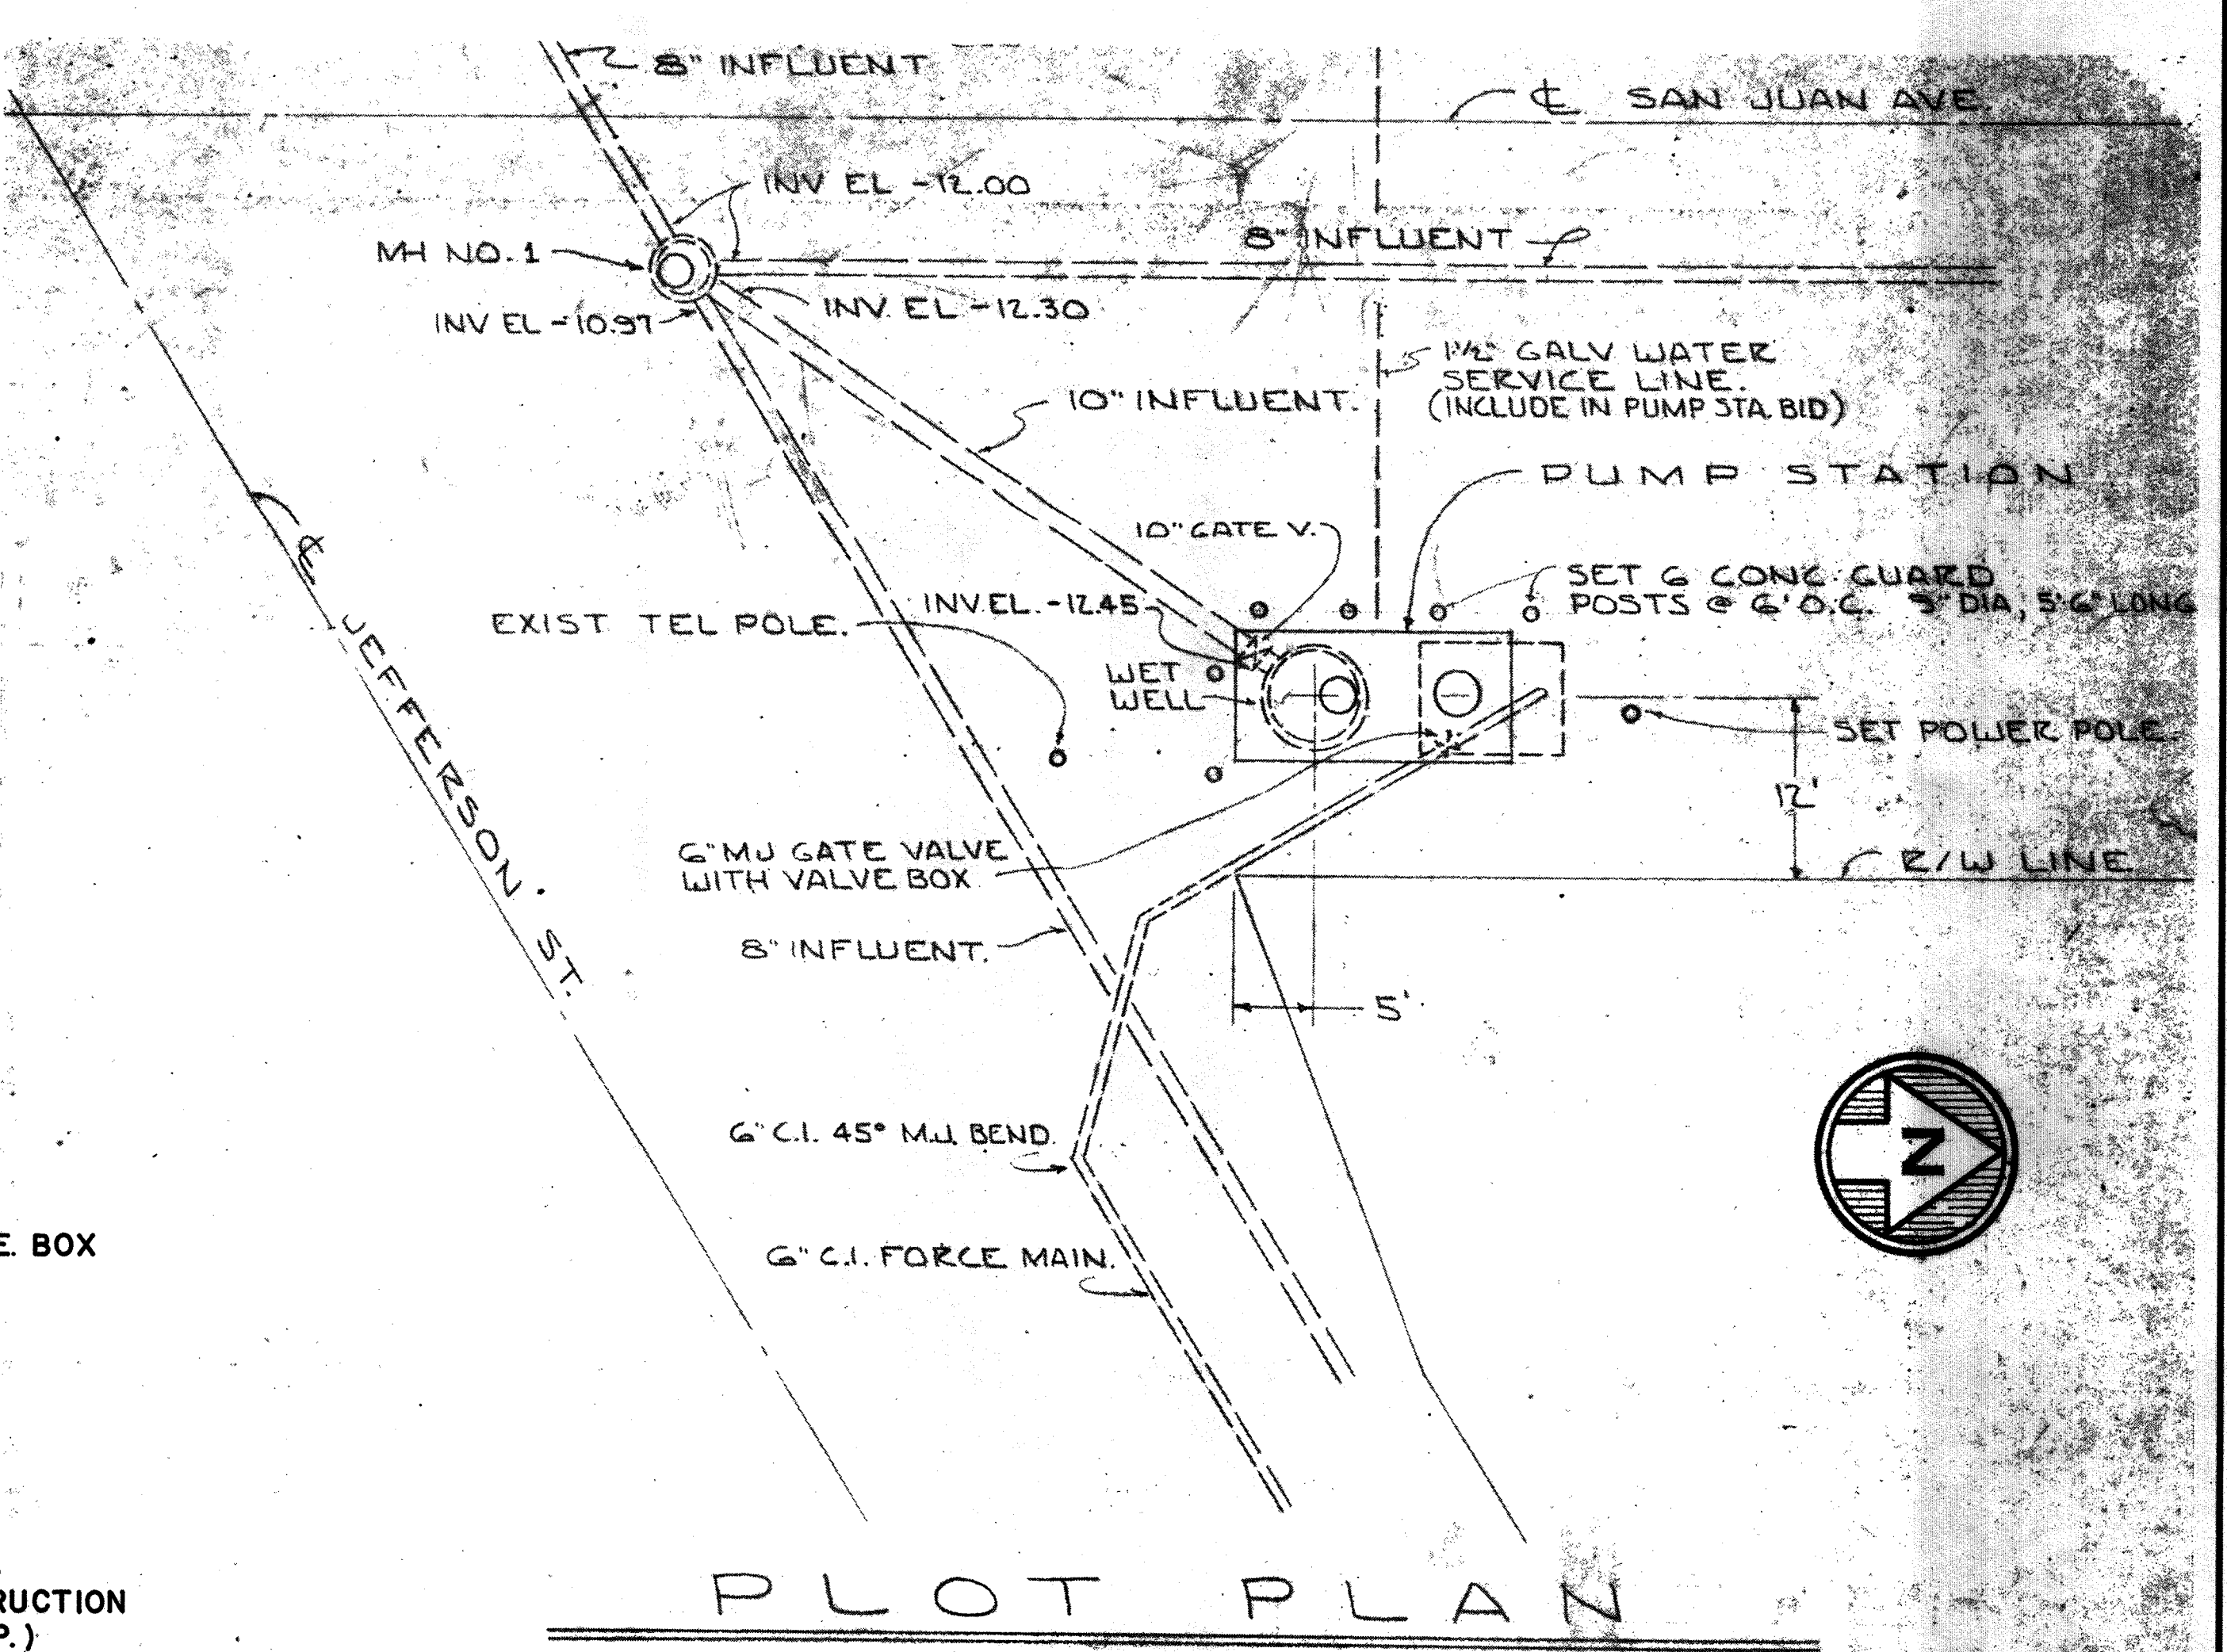 8" INFLUENT
℄ SAN JUAN AVE.
INV EL -12.00
MH NO. 1
8" INFLUENT
INV EL -10.97
INV. EL -12.30
1½" GALV WATER
SERVICE LINE.
(INCLUDE IN PUMP STA. BID)
10" INFLUENT.
PUMP STATION
10" GATE V.
SET 6 CONC. GUARD
POSTS @ 6' O.C. 9" DIA, 5'6" LONG
INV. EL. -12.45
EXIST TEL POLE.
WET
WELL
℄ JEFFERSON. ST.
SET POWER POLE.
12'
6" MJ GATE VALVE
WITH VALVE BOX
R/W LINE
8" INFLUENT.
5'
6" C.I. 45° M.J. BEND.
N
6" C.I. FORCE MAIN.
E. BOX
PLOT PLAN
RUCTION
P.)